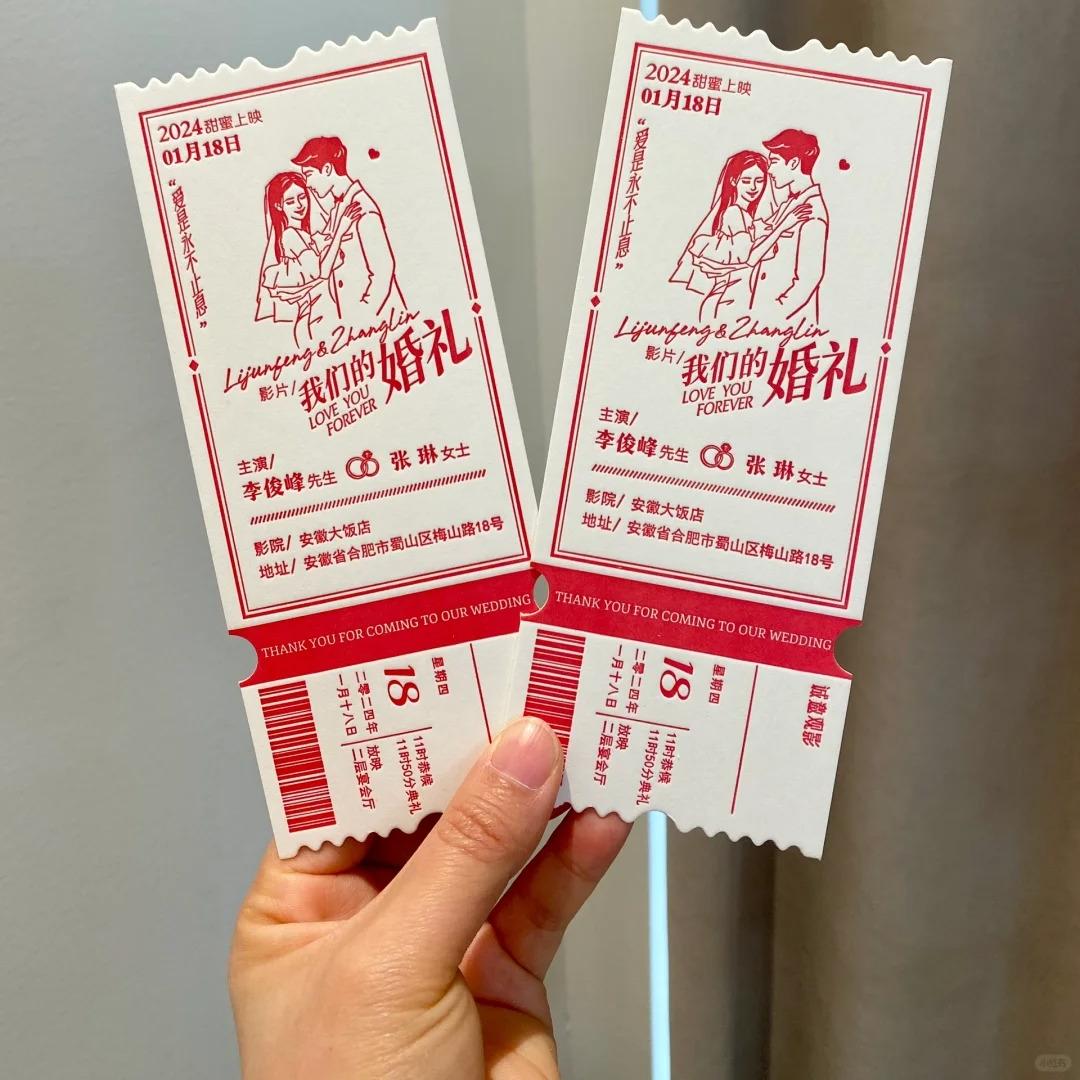 2024甜蜜上映
01月18日
“爱是永不止息”
Lijunfeng&Zhanglin
影片/我们的婚礼
LOVE YOU
FOREVER
主演/
李俊峰先生 张琳女士
影院/ 安徽大饭店
地址/ 安徽省合肥市蜀山区梅山路18号
THANK YOU FOR COMING TO OUR WEDDING
星期四
18
二零二四年
一月十八日
11时恭候
11时50分典礼
放映
二层宴会厅
2024甜蜜上映
01月18日
“爱是永不止息”
Lijunfeng&Zhanglin
影片/我们的婚礼
LOVE YOU
FOREVER
主演/
李俊峰先生 张琳女士
影院/ 安徽大饭店
地址/ 安徽省合肥市蜀山区梅山路18号
THANK YOU FOR COMING TO OUR WEDDING
诚邀观影
星期四
18
二零二四年
一月十八日
11时恭候
11时50分典礼
放映
二层宴会厅
小红书